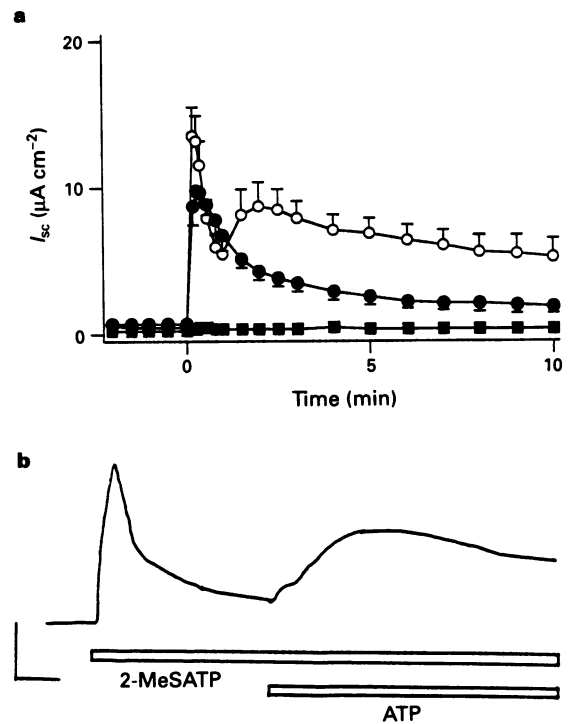 a
20
10
0
Isc (μA cm−2)
0
5
10
Time (min)
b
2-MeSATP
ATP